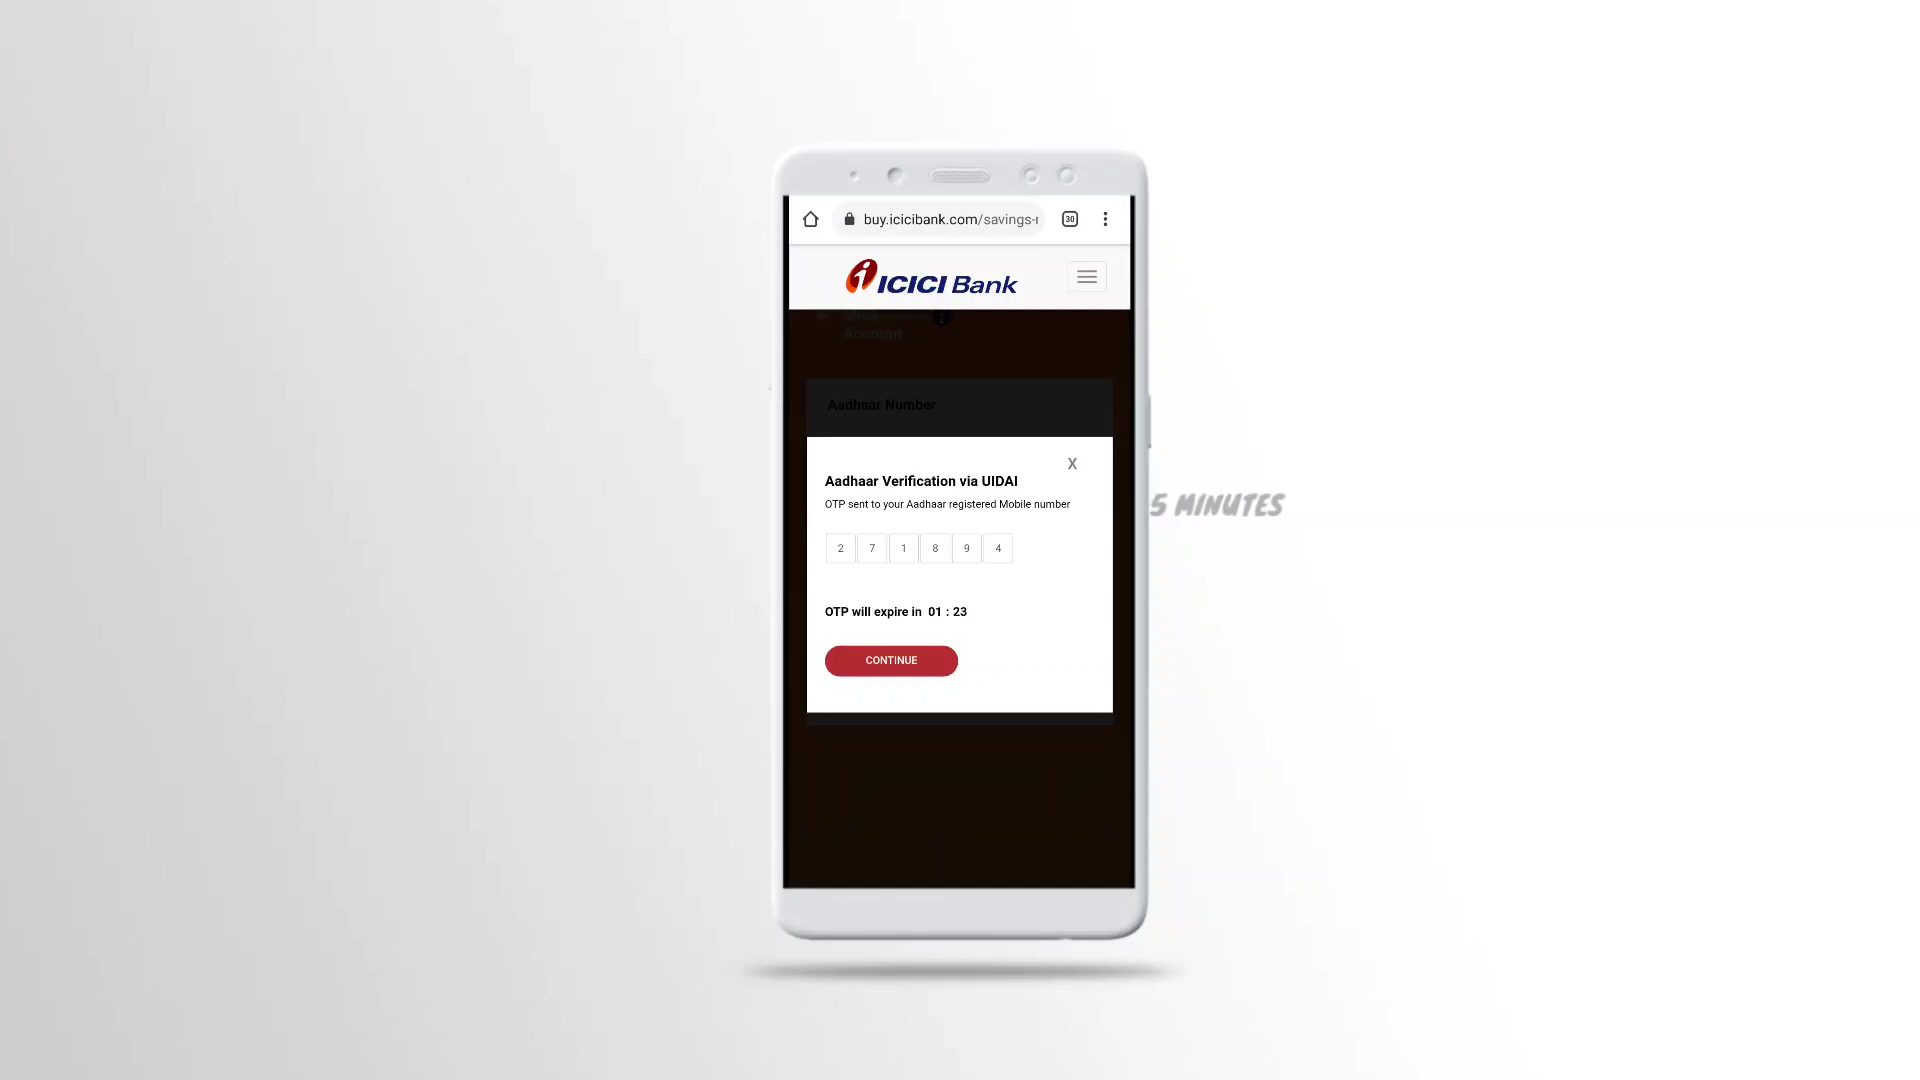 30
buy.icicibank.com/savings-
ICICI Bank
Account
Aadhaar Number
X
Aadhaar Verification via UIDAI
OTP sent to your Aadhaar registered Mobile number
5 MINUTES
2 7 1 8 9 4
OTP will expire in 01 : 23
CONTINUE